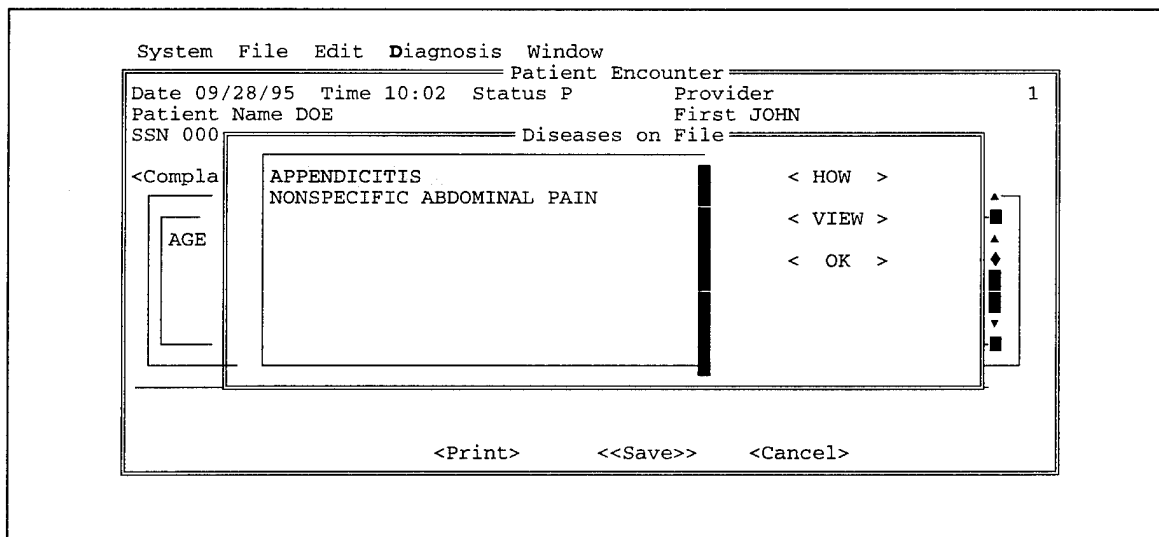 System File Edit Diagnosis Window
Patient Encounter
Date 09/28/95 Time 10:02 Status P Provider 1
Patient Name DOE First JOHN
SSN 000
Diseases on File
<Compla
APPENDICITIS
NONSPECIFIC ABDOMINAL PAIN
< HOW >
< VIEW >
< OK >
AGE
<Print> <<Save>> <Cancel>